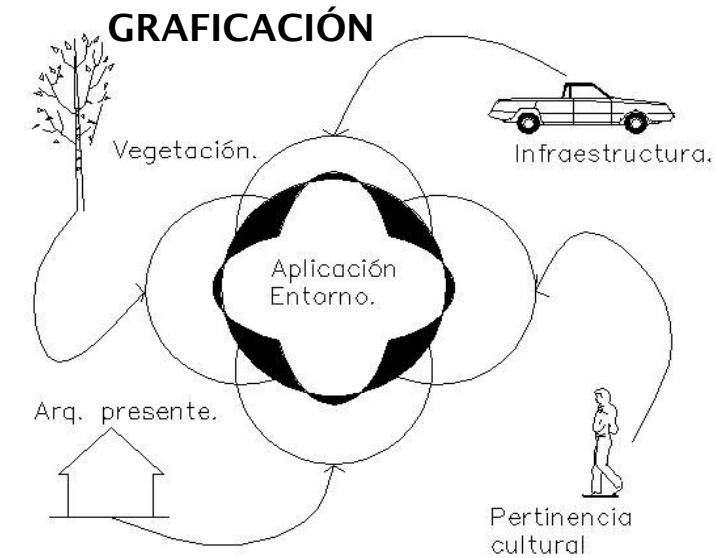 GRAFICACIÓN
Vegetación.
Infraestructura.
Aplicación
Entorno.
Arq. presente.
Pertinencia
cultural